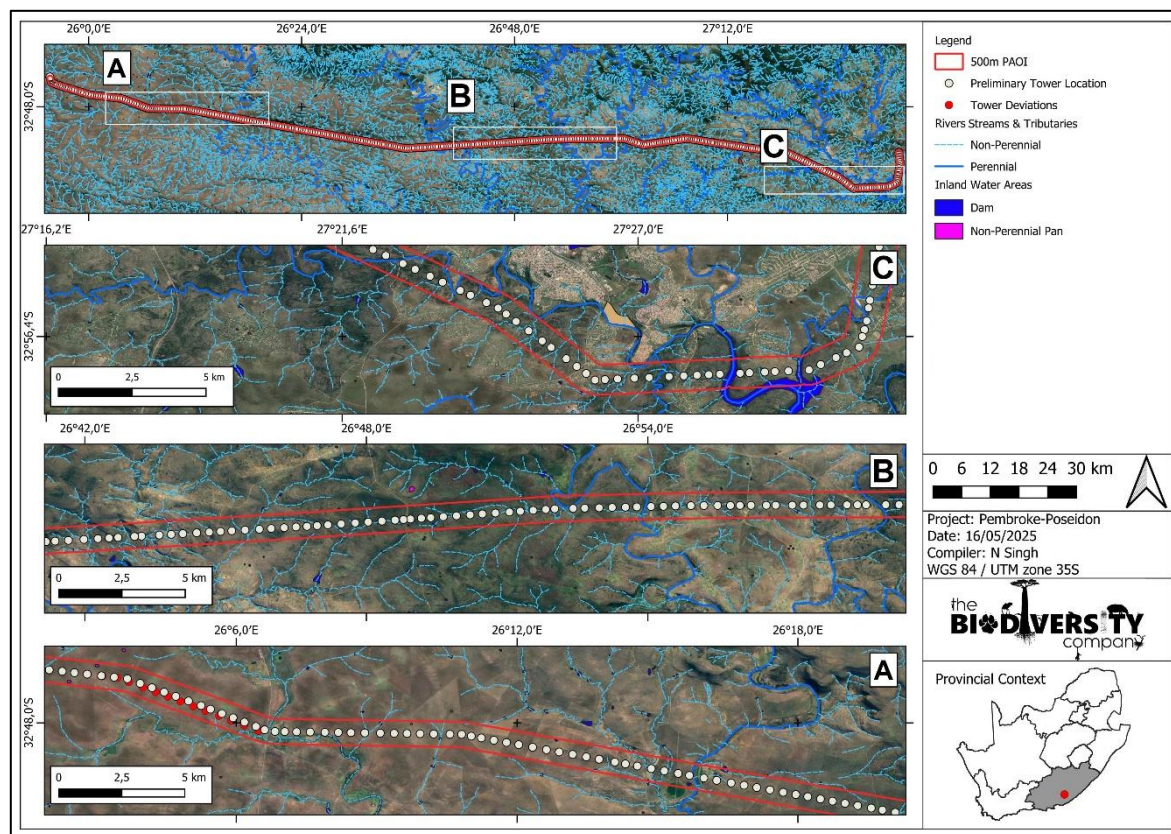 26°0,0'E 26°24,0'E 26°48,0'E 27°12,0'E
32°48,0'S
A
B
C
27°16,2'E 27°21,6'E 27°27,0'E
32°56,4'S
C
0 2,5 5 km
26°42,0'E 26°48,0'E 26°54,0'E
B
0 2,5 5 km
26°6,0'E 26°12,0'E 26°18,0'E
32°48,0'S
A
0 2,5 5 km
Legend
500m PAOI
Preliminary Tower Location
Tower Deviations
Rivers Streams & Tributaries
Non-Perennial
Perennial
Inland Water Areas
Dam
Non-Perennial Pan
0 6 12 18 24 30 km
Project: Pembroke-Poseidon
Date: 16/05/2025
Compiler: N Singh
WGS 84 / UTM zone 35S
the
BIODIVERSITY
company
Provincial Context